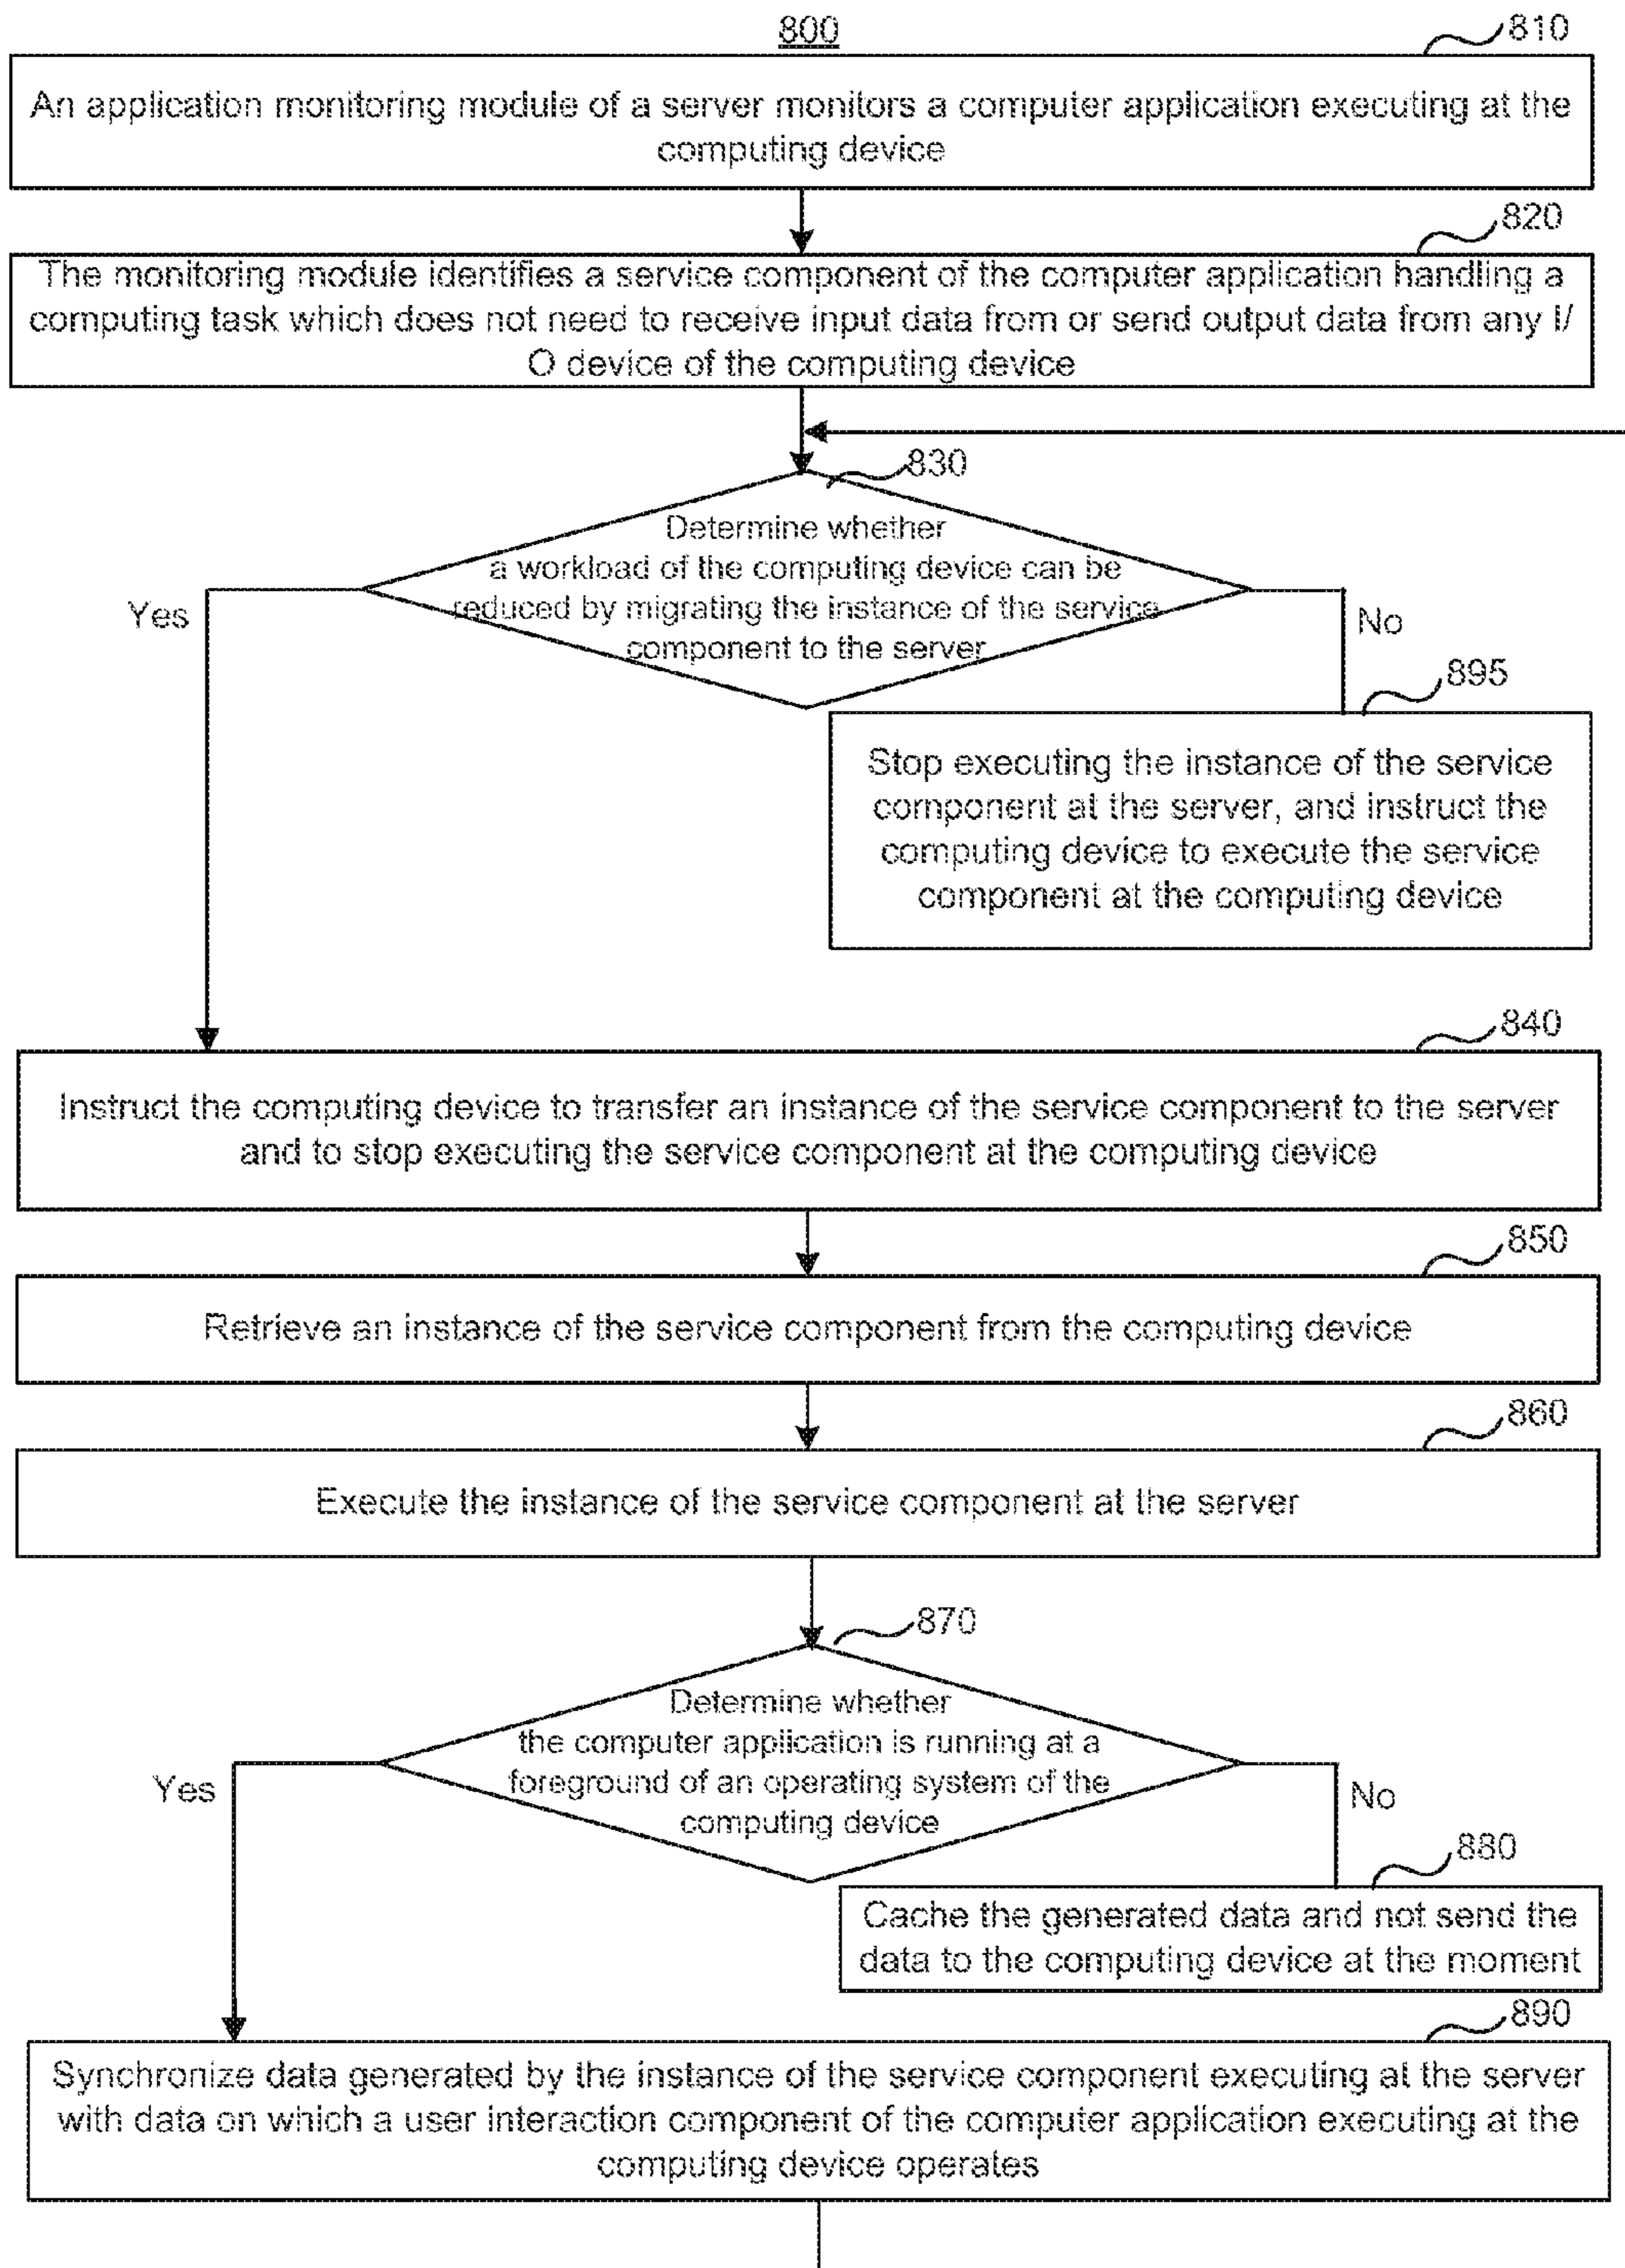 800
810
An application monitoring module of a server monitors a computer application executing at the
computing device
820
The monitoring module identifies a service component of the computer application handling a
computing task which does not need to receive input data from or send output data from any I/
O device of the computing device
830
Determine whether
a workload of the computing device can be
reduced by migrating the instance of the service
component to the server
Yes
No
895
Stop executing the instance of the service
component at the server, and instruct the
computing device to execute the service
component at the computing device
840
Instruct the computing device to transfer an instance of the service component to the server
and to stop executing the service component at the computing device
850
Retrieve an instance of the service component from the computing device
860
Execute the instance of the service component at the server
870
Determine whether
the computer application is running at a
foreground of an operating system of the
computing device
Yes
No
880
Cache the generated data and not send the
data to the computing device at the moment
890
Synchronize data generated by the instance of the service component executing at the server
with data on which a user interaction component of the computer application executing at the
computing device operates